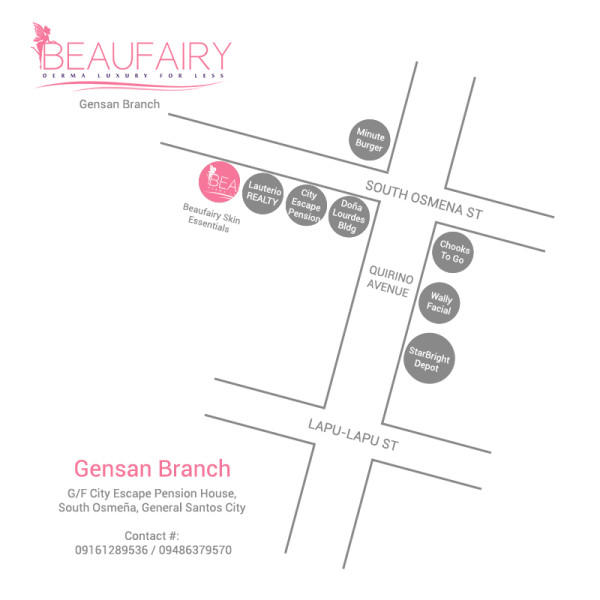 BEAUFAIRY
DERMA LUXURY FOR LESS
Gensan Branch
Minute
Burger
SOUTH OSMENA ST
BEA
Beaufairy Skin
Essentials
Lauterio
REALTY
City
Escape
Pension
Doña
Lourdes
Bldg
Chooks
To Go
QUIRINO
AVENUE
Wally
Facial
StarBright
Depot
LAPU-LAPU ST
Gensan Branch
G/F City Escape Pension House,
South Osmeña, General Santos City
Contact #:
09161289536 / 09486379570